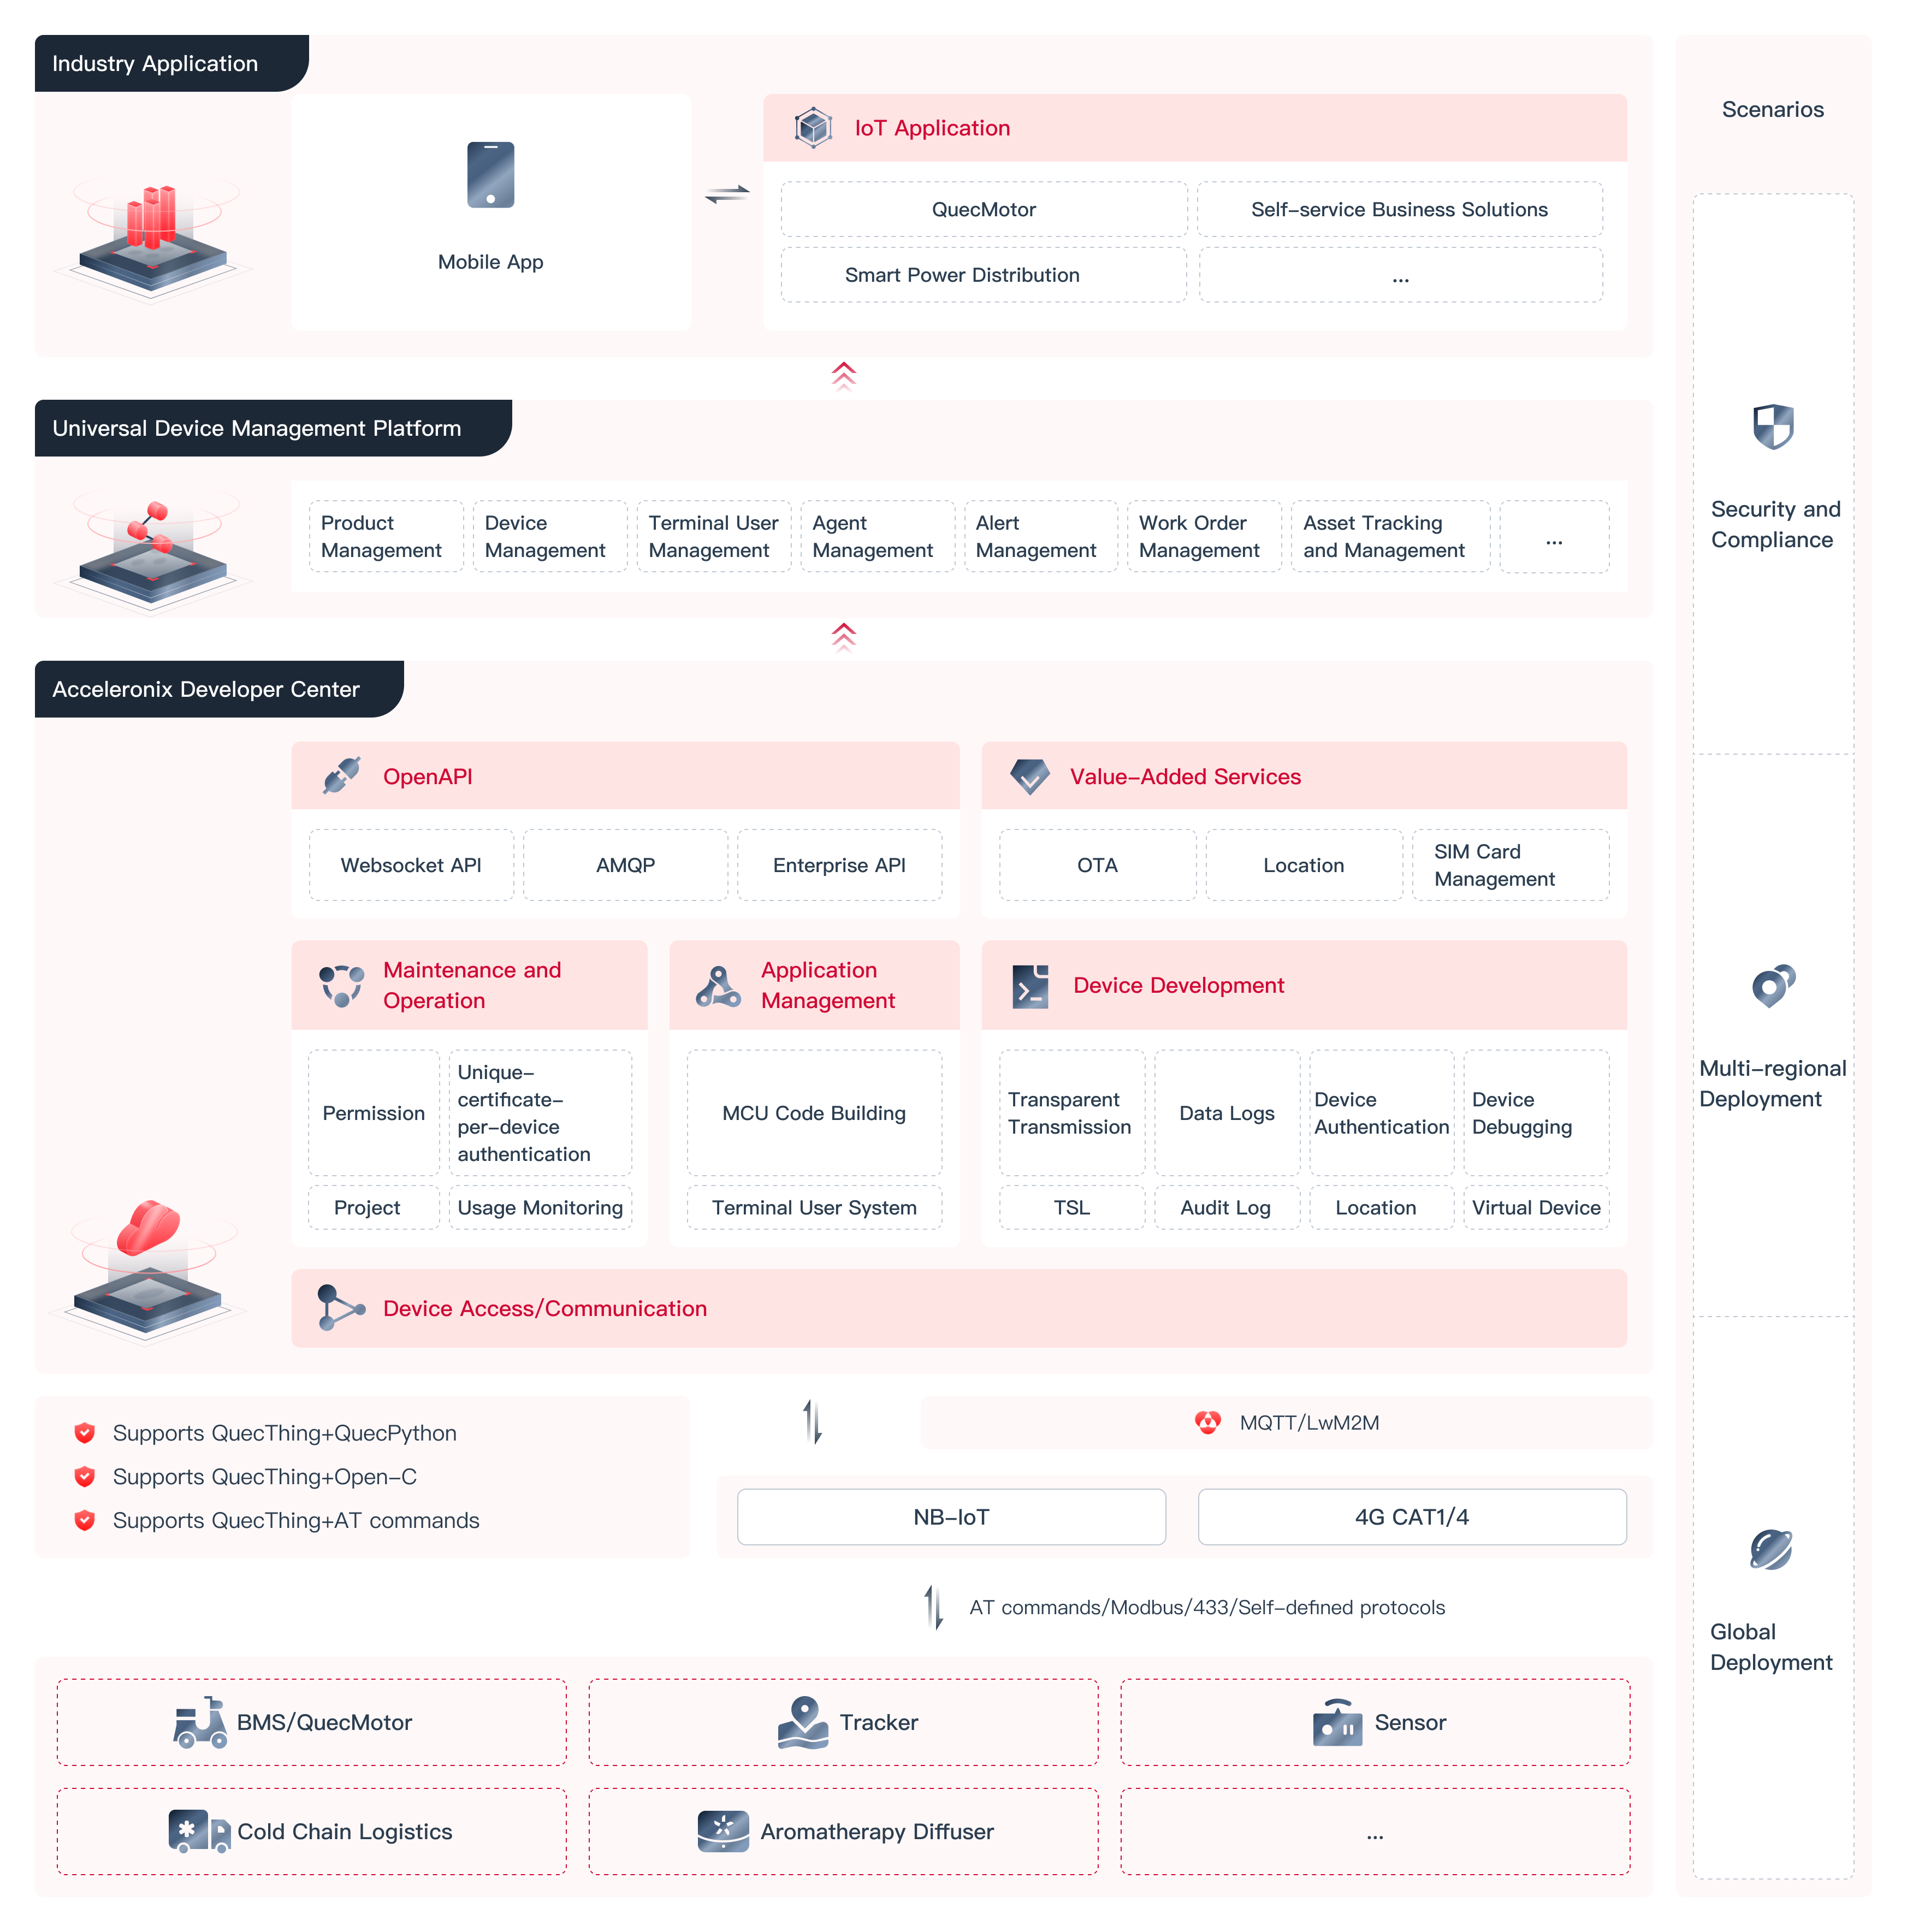 Industry Application
Mobile App
IoT Application
QuecMotor
Self-service Business Solutions
Smart Power Distribution
...
Universal Device Management Platform
Product
Management
Device
Management
Terminal User
Management
Agent
Management
Alert
Management
Work Order
Management
Asset Tracking
and Management
...
Acceleronix Developer Center
OpenAPI
Websocket API
AMQP
Enterprise API
Value-Added Services
OTA
Location
SIM Card
Management
Maintenance and
Operation
Permission
Unique-
certificate-
per-device
authentication
Project
Usage Monitoring
Application
Management
MCU Code Building
Terminal User System
Device Development
Transparent
Transmission
Data Logs
Device
Authentication
Device
Debugging
TSL
Audit Log
Location
Virtual Device
Device Access/Communication
Supports QuecThing+QuecPython
Supports QuecThing+Open-C
Supports QuecThing+AT commands
MQTT/LwM2M
NB-IoT
4G CAT1/4
AT commands/Modbus/433/Self-defined protocols
BMS/QuecMotor
Tracker
Sensor
Cold Chain Logistics
Aromatherapy Diffuser
...
Scenarios
Security and
Compliance
Multi-regional
Deployment
Global
Deployment